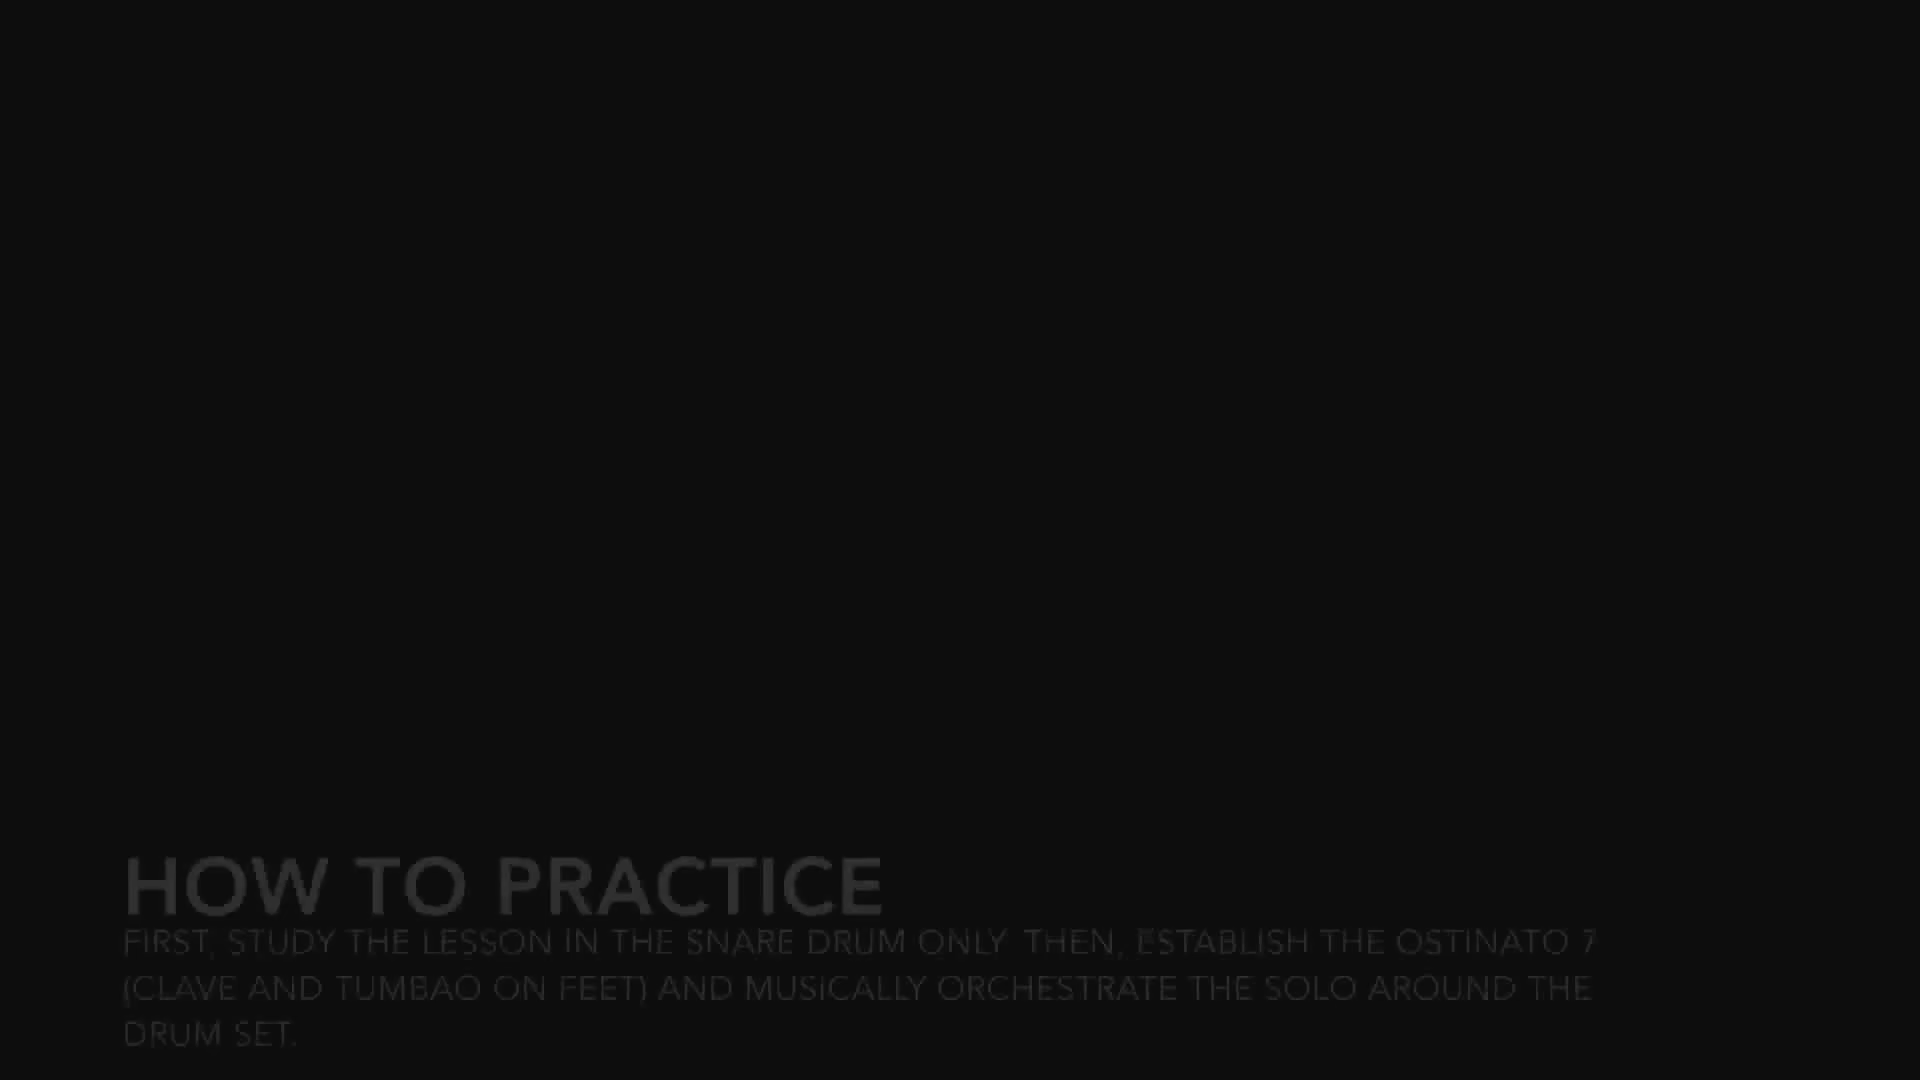 HOW TO PRACTICE
FIRST, STUDY THE LESSON IN THE SNARE DRUM ONLY. THEN, ESTABLISH THE OSTINATO 7
(CLAVE AND TUMBAO ON FEET) AND MUSICALLY ORCHESTRATE THE SOLO AROUND THE
DRUM SET.